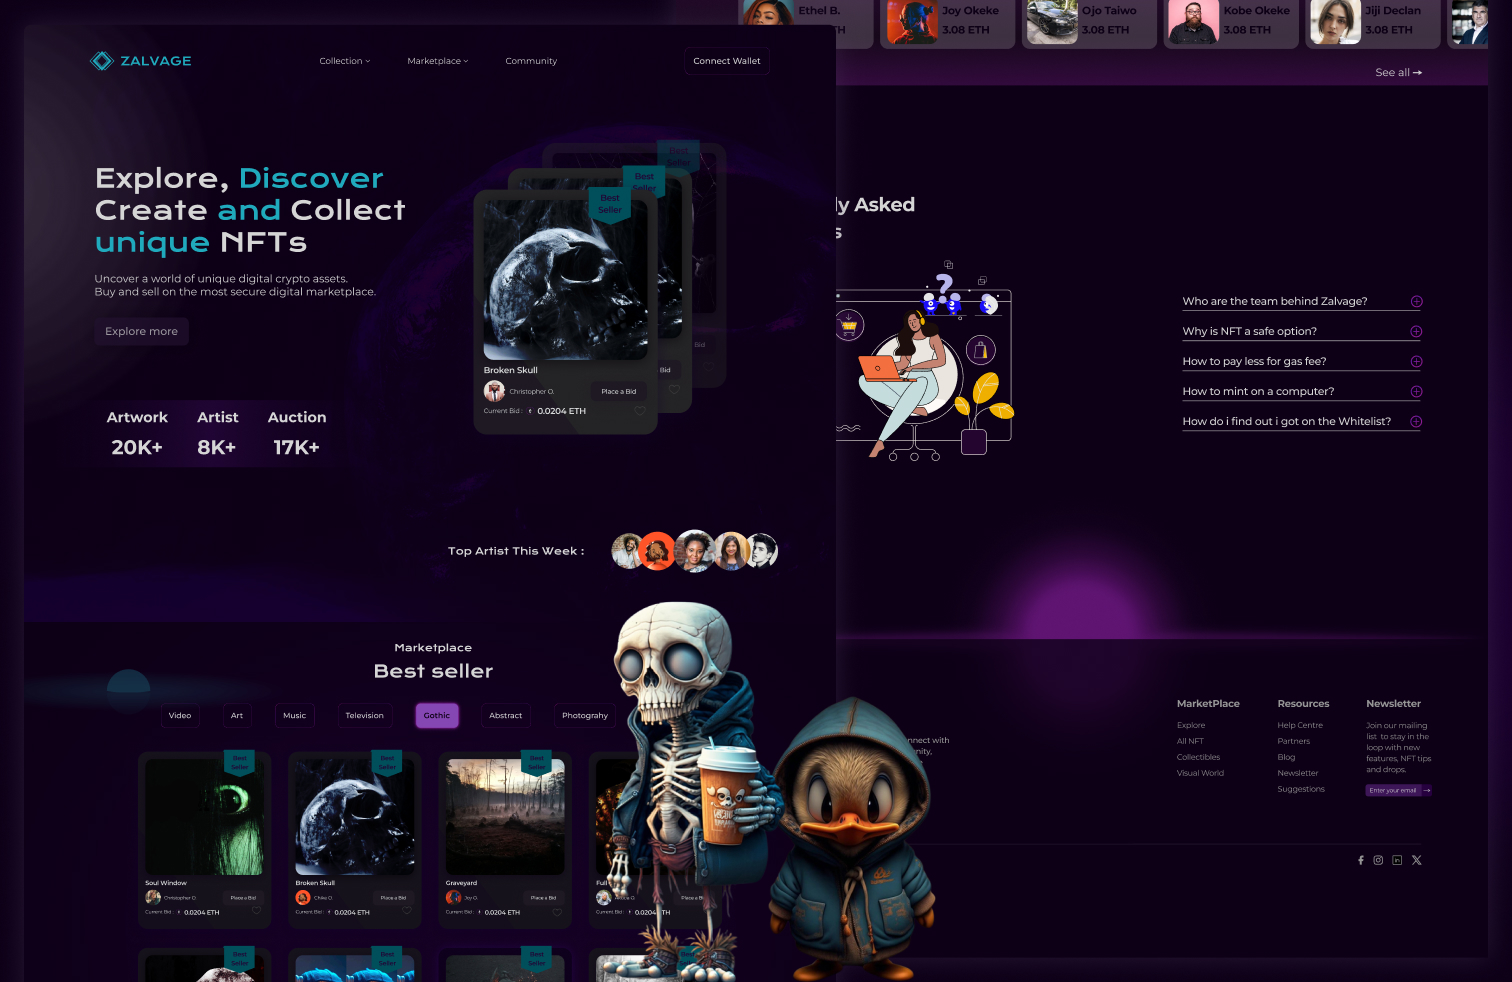 ZALVAGE
Collection
Marketplace
Community
Connect Wallet
Explore, Discover
Create and Collect
unique NFTs
Uncover a world of unique digital crypto assets.
Buy and sell on the most secure digital marketplace.
Explore more
Artwork Artist Auction
20K+ 8K+ 17K+
Best
Seller
Best
Seller
Best
Seller
Bid
Bid
Broken Skull
Christopher O.
Place a Bid
Current Bid :
0.0204 ETH
Top Artist This Week :
Marketplace
Best seller
Video
Art
Music
Television
Gothic
Abstract
Photograhy
Best
Seller
Soul Window
Christopher O.
Place a Bid
Current Bid :
0.0204 ETH
Best
Seller
Broken Skull
Chike O.
Place a Bid
Current Bid :
0.0204 ETH
Best
Seller
Graveyard
Joy O.
Place a Bid
Current Bid :
0.0204 ETH
Full
Place a B
Current Bid :
0.0204 ETH
Best
Seller
Best
Seller
Best
Seller
Best
Seller
Ethel B.
TH
Joy Okeke
3.08 ETH
Ojo Taiwo
3.08 ETH
Kobe Okeke
3.08 ETH
Jiji Declan
3.08 ETH
See all
ly Asked
s
?
Who are the team behind Zalvage?
Why is NFT a safe option?
How to pay less for gas fee?
How to mint on a computer?
How do i find out i got on the Whitelist?
nnect with
nity.
MarketPlace
Explore
All NFT
Collectibles
Visual World
Resources
Help Centre
Partners
Blog
Newsletter
Suggestions
Newsletter
Join our mailing
list to stay in the
loop with new
features, NFT tips
and drops.
Enter your email